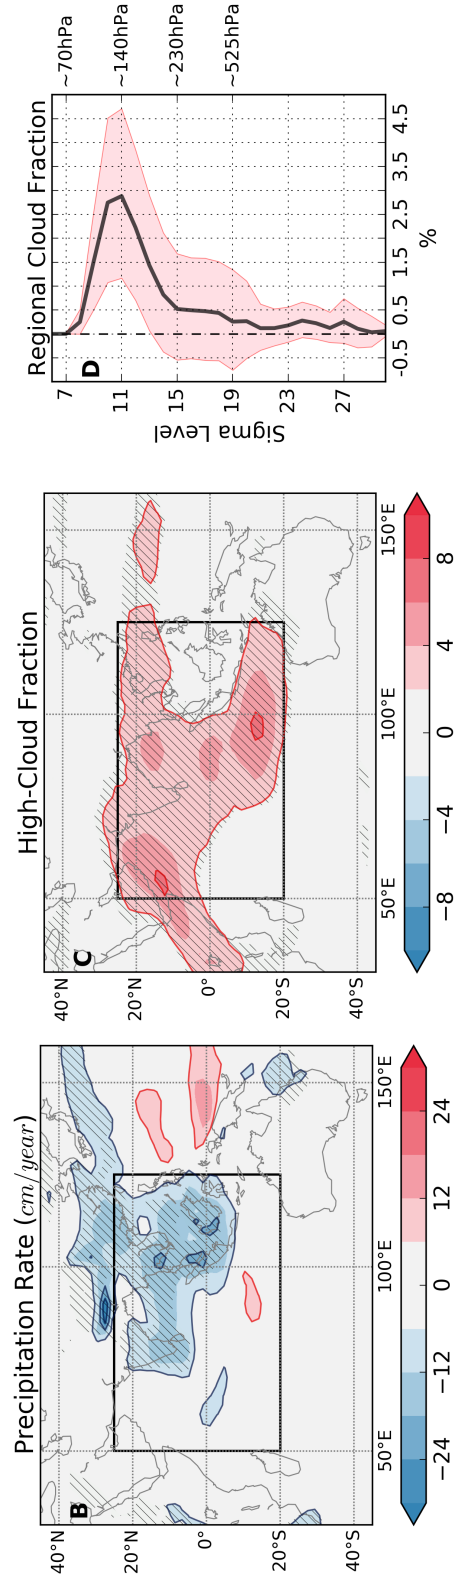 Precipitation Rate (cm/year)
B
40°N
20°N
0°
20°S
40°S
50°E
100°E
150°E
−24
−12
0
12
24
High-Cloud Fraction
C
40°N
20°N
0°
20°S
40°S
50°E
100°E
150°E
−8
−4
0
4
8
Regional Cloud Fraction
D
7
11
15
19
23
27
Sigma Level
~70hPa
~140hPa
~230hPa
~525hPa
-0.5
0.5
1.5
2.5
3.5
4.5
%